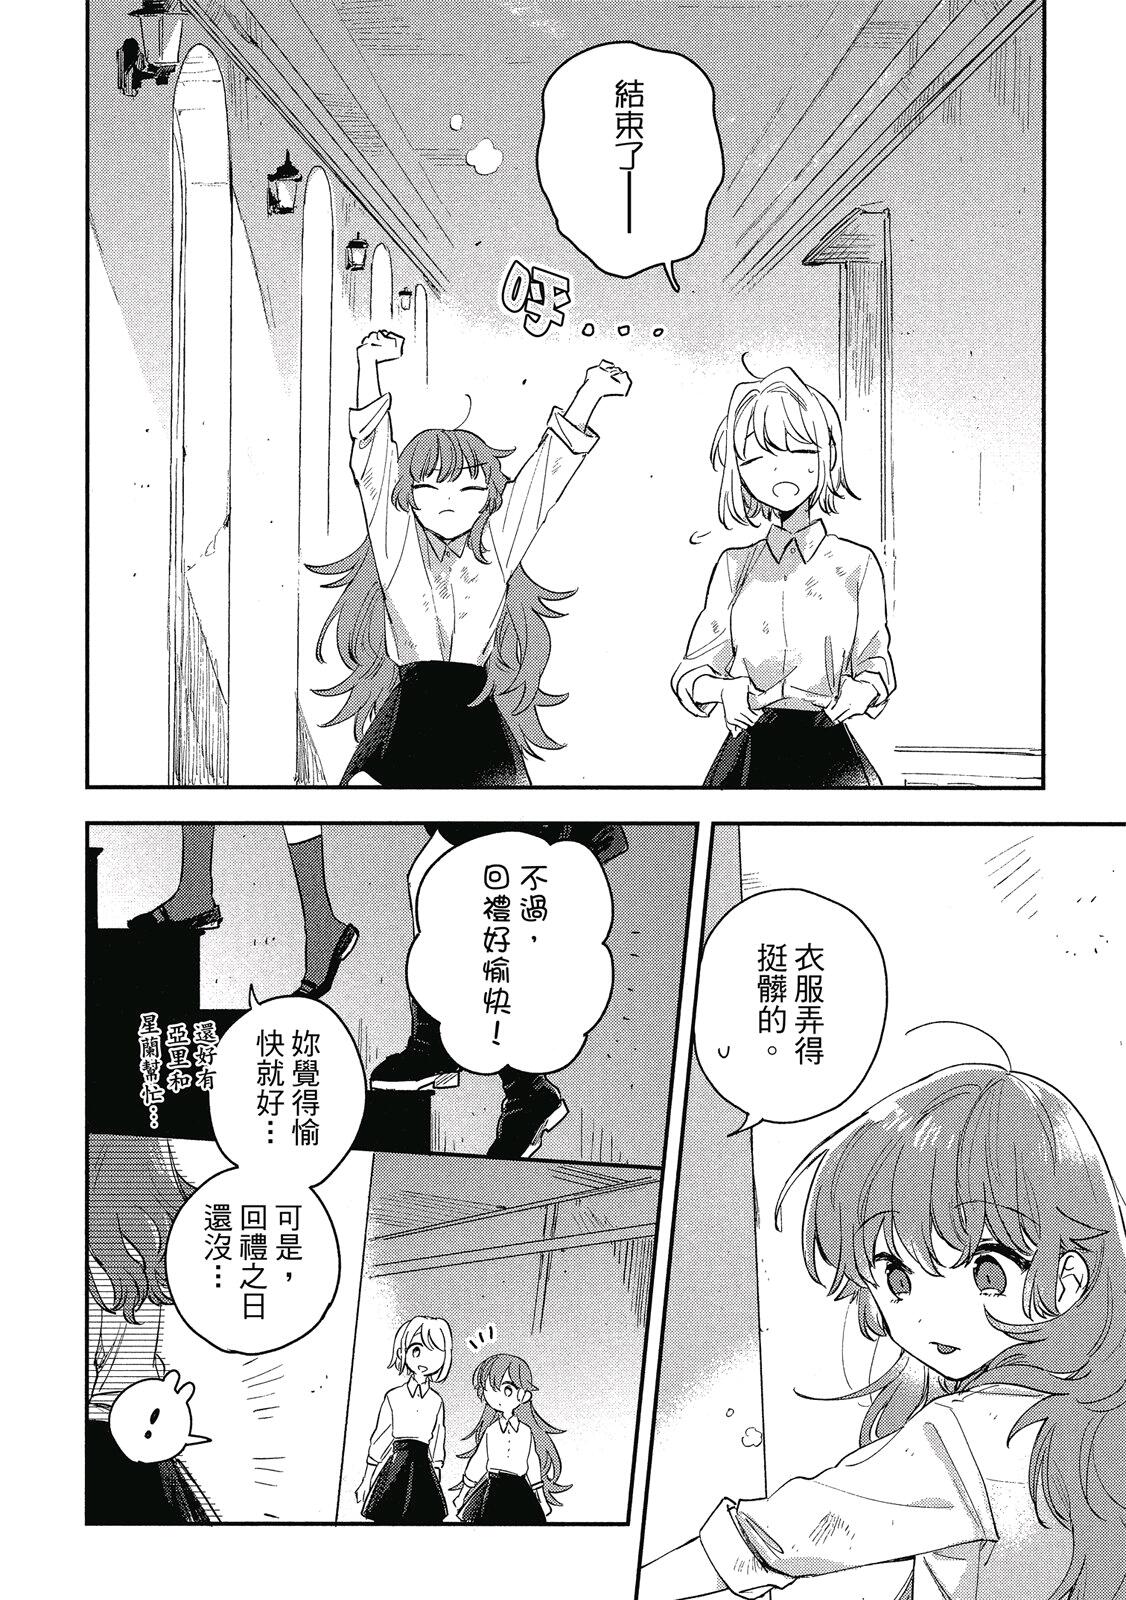 結束了──
呼...
衣服弄得
挺髒的。
不過，
回禮好愉快！
妳覺得愉
快就好…
還好有
亞里和
星蘭幫忙…
可是，
回禮之日
還沒…